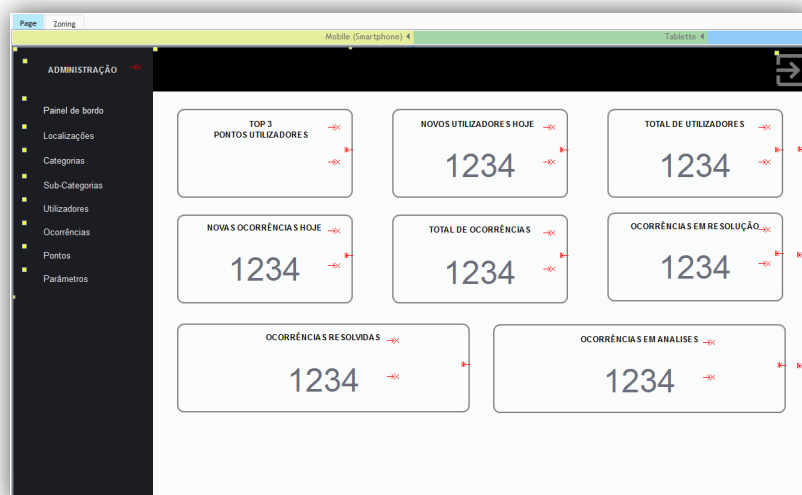 Page Zoning
Mobile (Smartphone) Tablette
ADMINISTRAÇÃO
Painel de bordo
Localizações
Categorias
Sub-Categorias
Utilizadores
Ocorrências
Pontos
Parâmetros
TOP 3
PONTOS UTILIZADORES
NOVOS UTILIZADORES HOJE
1234
TOTAL DE UTILIZADORES
1234
NOVAS OCORRÊNCIAS HOJE
1234
TOTAL DE OCORRÊNCIAS
1234
OCORRÊNCIAS EM RESOLUÇÃO
1234
OCORRÊNCIAS RESOLVIDAS
1234
OCORRÊNCIAS EM ANALISES
1234